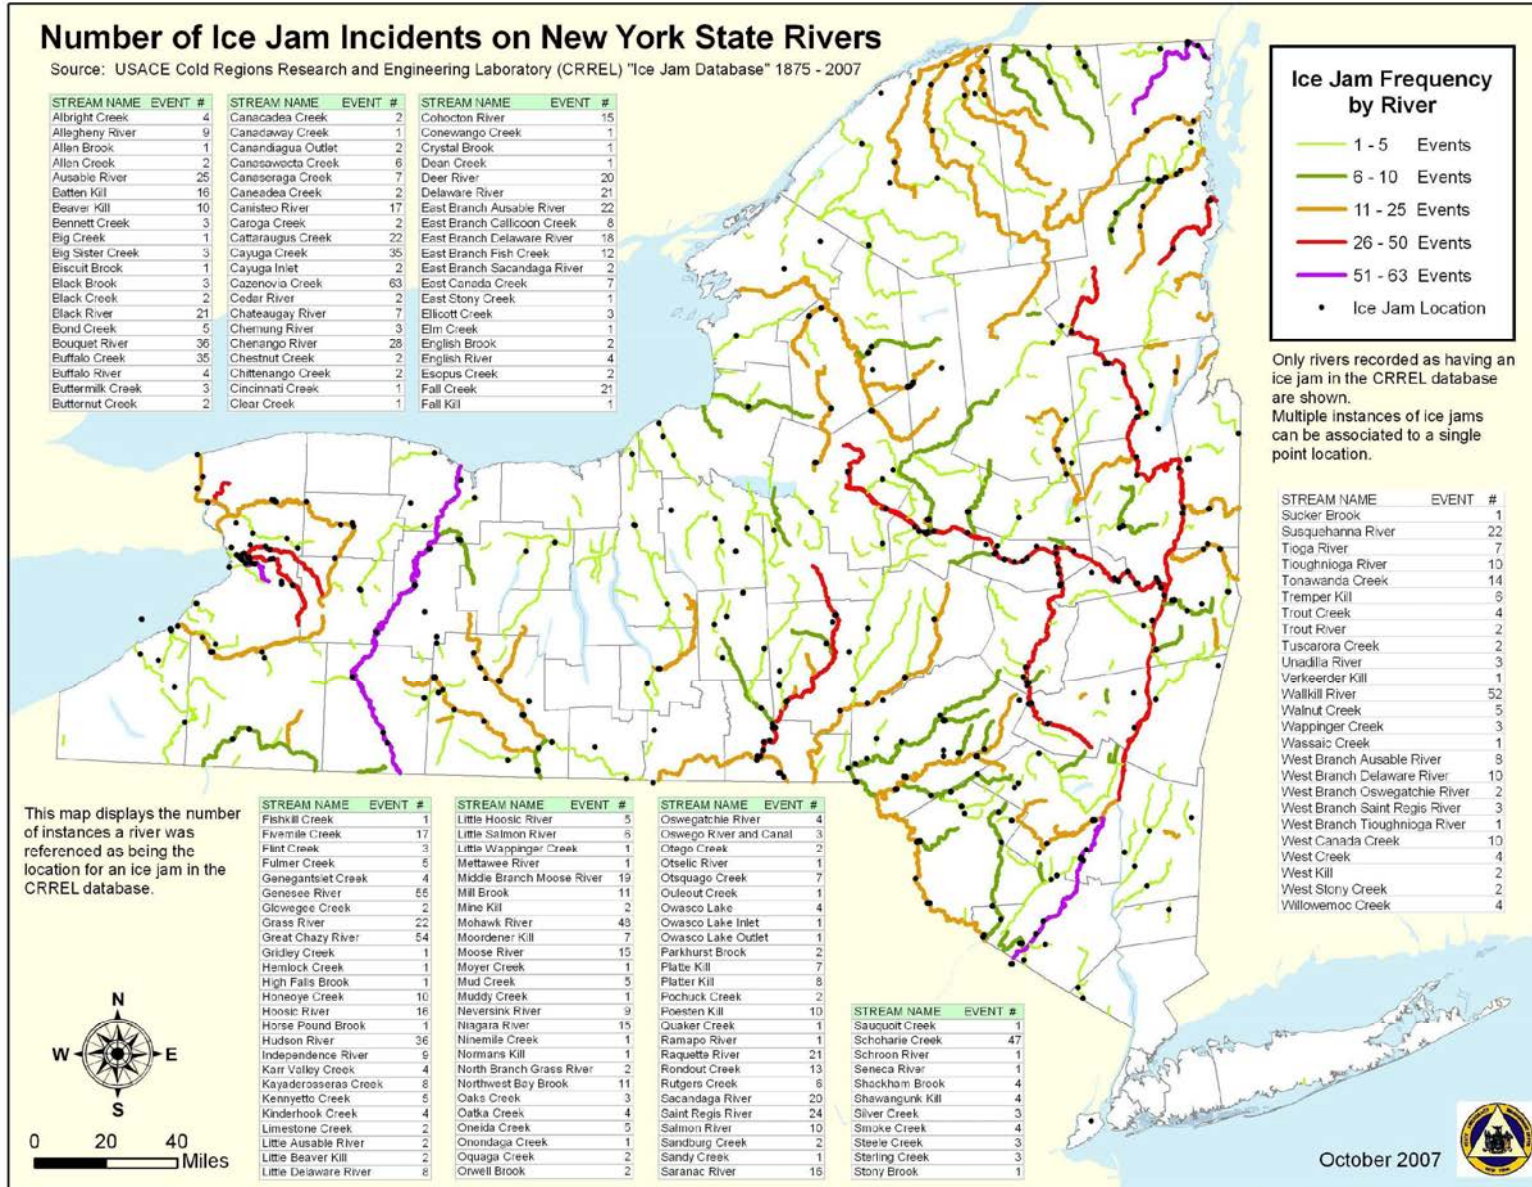 Number of Ice Jam Incidents on New York State Rivers
Source: USACE Cold Regions Research and Engineering Laboratory (CRREL) "Ice Jam Database" 1875 - 2007
STREAM NAME EVENT #
Albright Creek 4
Allegheny River 9
Allen Brook 1
Allen Creek 2
Ausable River 25
Batten Kill 16
Beaver Kill 10
Bennett Creek 3
Big Creek 1
Big Sister Creek 3
Biscuit Brook 1
Black Brook 3
Black Creek 2
Black River 21
Bond Creek 5
Bouquet River 36
Buffalo Creek 35
Buffalo River 4
Buttermilk Creek 3
Butternut Creek 2
STREAM NAME EVENT #
Canacadea Creek 2
Canadaway Creek 1
Canandiagua Outlet 2
Canasawacta Creek 6
Canaseraga Creek 7
Caneadea Creek 2
Canisteo River 17
Caroga Creek 2
Cattaraugus Creek 22
Cayuga Creek 35
Cayuga Inlet 2
Cazenovia Creek 63
Cedar River 2
Chateaugay River 7
Chemung River 3
Chenango River 28
Chestnut Creek 2
Chittenango Creek 2
Cincinnati Creek 1
Clear Creek 1
STREAM NAME EVENT #
Cohocton River 15
Conewango Creek 1
Crystal Brook 1
Dean Creek 1
Deer River 20
Delaware River 21
East Branch Ausable River 22
East Branch Callicoon Creek 8
East Branch Delaware River 18
East Branch Fish Creek 12
East Branch Sacandaga River 2
East Canada Creek 7
East Stony Creek 1
Ellicott Creek 3
Elm Creek 1
English Brook 2
English River 4
Esopus Creek 2
Fall Creek 21
Fall Kill 1
Ice Jam Frequency
by River
1 - 5 Events
6 - 10 Events
11 - 25 Events
26 - 50 Events
51 - 63 Events
Ice Jam Location
Only rivers recorded as having an
ice jam in the CRREL database
are shown.
Multiple instances of ice jams
can be associated to a single
point location.
STREAM NAME EVENT #
Sucker Brook 1
Susquehanna River 22
Tioga River 7
Tioughnioga River 10
Tonawanda Creek 14
Tremper Kill 6
Trout Creek 4
Trout River 2
Tuscarora Creek 2
Unadilla River 3
Verkeerder Kill 1
Wallkill River 52
Walnut Creek 5
Wappinger Creek 3
Wassaic Creek 1
West Branch Ausable River 8
West Branch Delaware River 10
West Branch Oswegatchie River 2
West Branch Saint Regis River 3
West Branch Tioughnioga River 1
West Canada Creek 10
West Creek 4
West Kill 2
West Stony Creek 2
Willowemoc Creek 4
This map displays the number
of instances a river was
referenced as being the
location for an ice jam in the
CRREL database.
STREAM NAME EVENT #
Fishkill Creek 1
Fivemile Creek 17
Flint Creek 3
Fulmer Creek 5
Genegantslet Creek 4
Genesee River 55
Glowegee Creek 2
Grass River 22
Great Chazy River 54
Gridley Creek 1
Hemlock Creek 1
High Falls Brook 1
Honeoye Creek 10
Hoosic River 16
Horse Pound Brook 1
Hudson River 36
Independence River 9
Karr Valley Creek 4
Kayaderosseras Creek 8
Kennyetto Creek 5
Kinderhook Creek 4
Limestone Creek 2
Little Ausable River 2
Little Beaver Kill 2
Little Delaware River 8
STREAM NAME EVENT #
Little Hoosic River 5
Little Salmon River 6
Little Wappinger Creek 1
Mettawee River 1
Middle Branch Moose River 19
Mill Brook 11
Mine Kill 2
Mohawk River 48
Moordener Kill 7
Moose River 15
Moyer Creek 1
Mud Creek 5
Muddy Creek 1
Neversink River 9
Niagara River 15
Ninemile Creek 1
Normans Kill 1
North Branch Grass River 2
Northwest Bay Brook 11
Oaks Creek 3
Oatka Creek 4
Oneida Creek 5
Onondaga Creek 1
Oquaga Creek 2
Orwell Brook 2
STREAM NAME EVENT #
Oswegatchie River 4
Oswego River and Canal 3
Otego Creek 2
Otselic River 1
Otsquago Creek 7
Ouleout Creek 1
Owasco Lake 4
Owasco Lake Inlet 1
Owasco Lake Outlet 1
Parkhurst Brook 2
Platte Kill 7
Platter Kill 8
Pochuck Creek 2
Poesten Kill 10
Quaker Creek 1
Ramapo River 1
Raquette River 21
Rondout Creek 13
Rutgers Creek 6
Sacandaga River 20
Saint Regis River 24
Salmon River 10
Sandburg Creek 2
Sandy Creek 1
Saranac River 16
STREAM NAME EVENT #
Sauquoit Creek 1
Schoharie Creek 47
Schroon River 1
Seneca River 1
Shackham Brook 4
Shawangunk Kill 4
Silver Creek 3
Smoke Creek 4
Steele Creek 3
Sterling Creek 3
Stony Brook 1
N
W E
S
0 20 40
Miles
October 2007